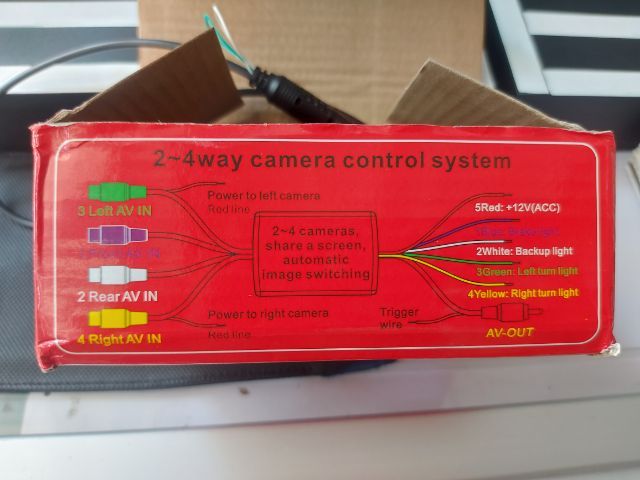 2~4way camera control system
3 Left AV IN
Power to left camera
Red line
AV IN
2 Rear AV IN
4 Right AV IN
Power to right camera
Red line
2~4 cameras,
share a screen,
automatic
image switching
5Red: +12V(ACC)
2White: Backup light
3Green: Left turn light
4Yellow: Right turn light
Trigger
wire
AV-OUT